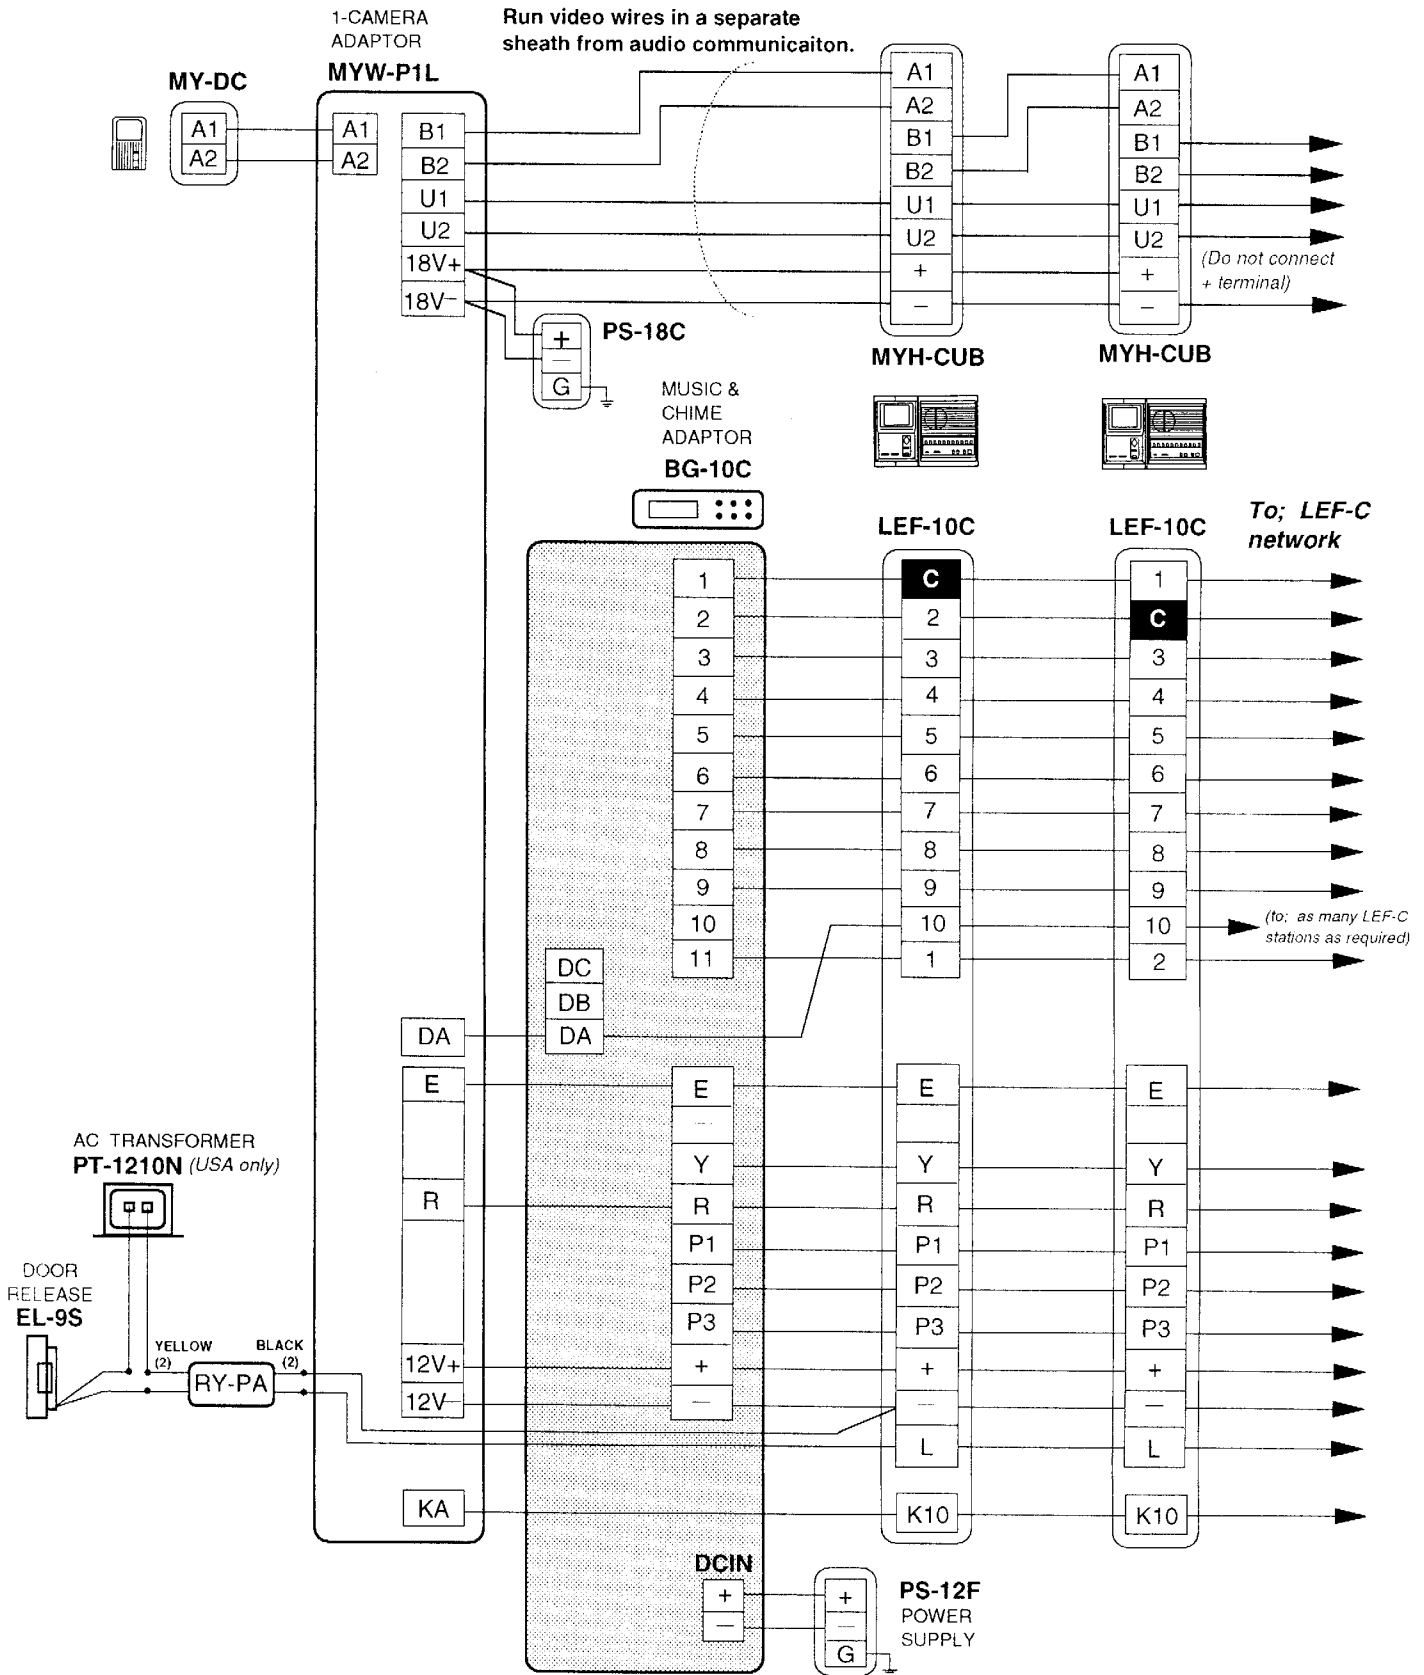 1-CAMERA
ADAPTOR
MYW-P1L
Run video wires in a separate
sheath from audio communicaiton.
MY-DC
A1
A2
A1
A2
B1
B2
U1
U2
18V+
18V−
A1
A2
B1
B2
U1
U2
+
−
MYH-CUB
A1
A2
B1
B2
U1
U2
+
−
MYH-CUB
(Do not connect
+ terminal)
PS-18C
+
−
G
MUSIC &
CHIME
ADAPTOR
BG-10C
LEF-10C
LEF-10C
To; LEF-C
network
1
2
3
4
5
6
7
8
9
10
11
C
2
3
4
5
6
7
8
9
10
1
1
C
3
4
5
6
7
8
9
10
2
(to; as many LEF-C
stations as required)
DC
DB
DA
DA
E
R
12V+
12V−
KA
E
−
Y
R
P1
P2
P3
+
−
E
Y
R
P1
P2
P3
+
−
L
K10
E
Y
R
P1
P2
P3
+
−
L
K10
AC TRANSFORMER
PT-1210N (USA only)
DOOR
RELEASE
EL-9S
YELLOW
(2)
RY-PA
BLACK
(2)
DCIN
+
−
+
−
G
PS-12F
POWER
SUPPLY